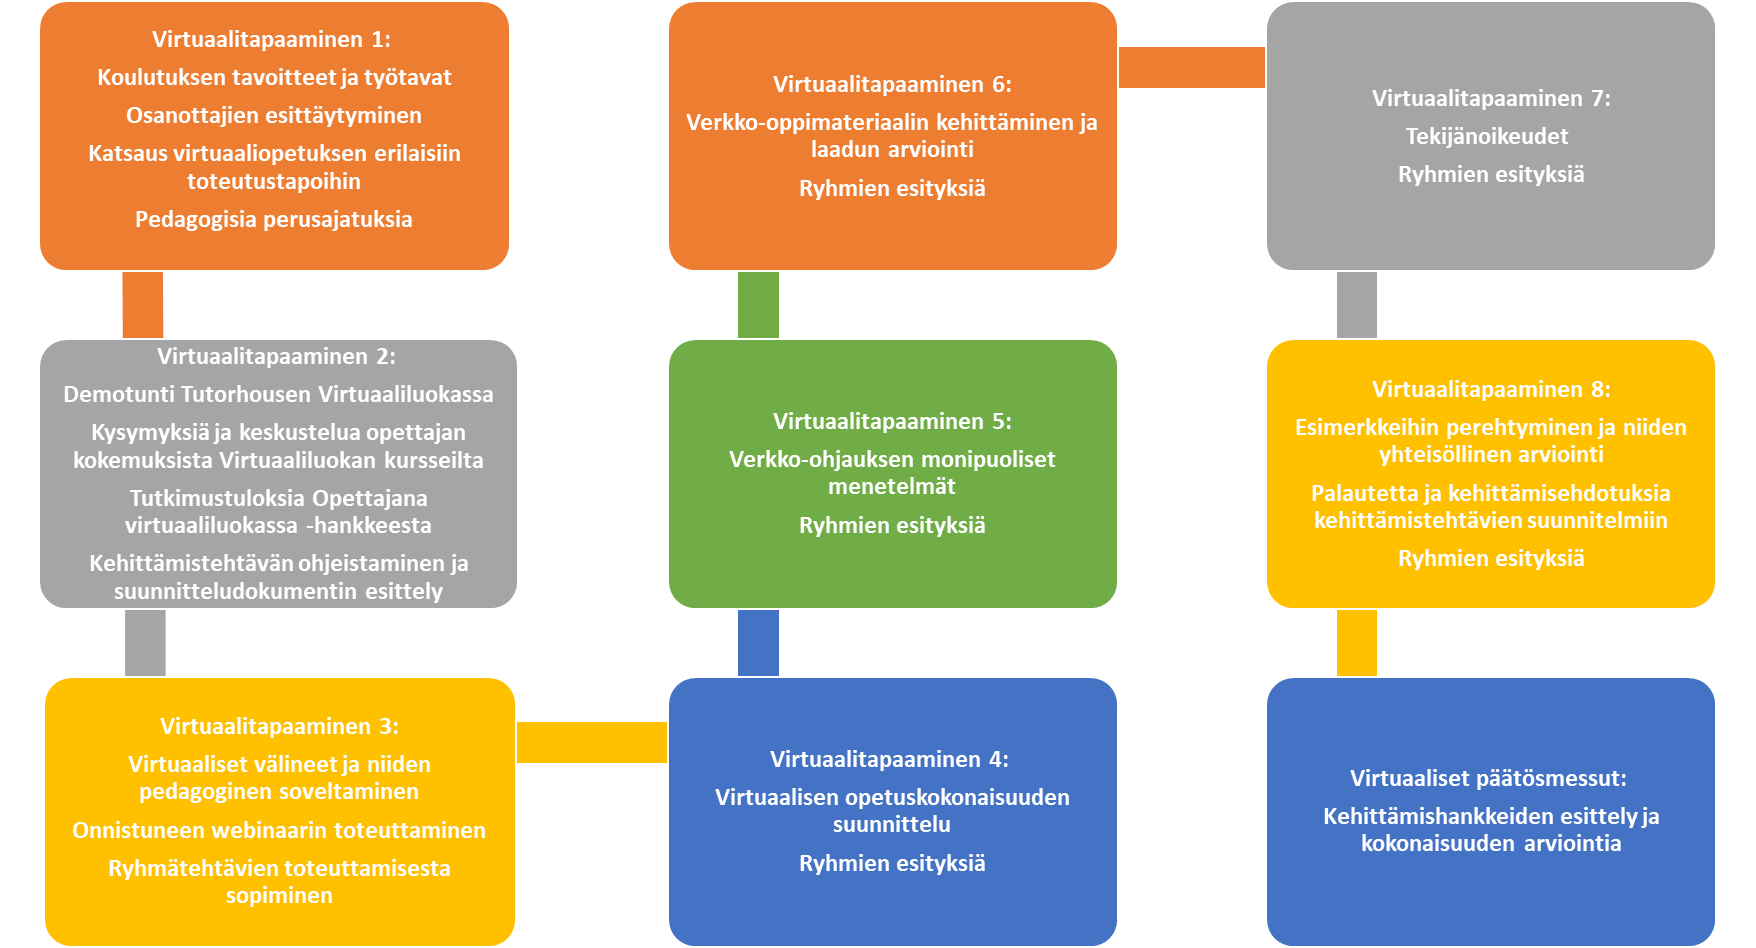 Virtuaalitapaaminen 1:
Koulutuksen tavoitteet ja työtavat
Osanottajien esittäytyminen
Katsaus virtuaaliopetuksen erilaisiin
toteutustapoihin
Pedagogisia perusajatuksia
Virtuaalitapaaminen 2:
Demotunti Tutorhousen Virtuaaliluokassa
Kysymyksiä ja keskustelua opettajan
kokemuksista Virtuaaliluokan kursseilta
Tutkimustuloksia Opettajana
virtuaaliluokassa -hankkeesta
Kehittämistehtävän ohjeistaminen ja
suunnitteludokumentin esittely
Virtuaalitapaaminen 3:
Virtuaaliset välineet ja niiden
pedagoginen soveltaminen
Onnistuneen webinaarin toteuttaminen
Ryhmätehtävien toteuttamisesta
sopiminen
Virtuaalitapaaminen 4:
Virtuaalisen opetuskokonaisuuden
suunnittelu
Ryhmien esityksiä
Virtuaalitapaaminen 5:
Verkko-ohjauksen monipuoliset
menetelmät
Ryhmien esityksiä
Virtuaalitapaaminen 6:
Verkko-oppimateriaalin kehittäminen ja
laadun arviointi
Ryhmien esityksiä
Virtuaalitapaaminen 7:
Tekijänoikeudet
Ryhmien esityksiä
Virtuaalitapaaminen 8:
Esimerkkeihin perehtyminen ja niiden
yhteisöllinen arviointi
Palautetta ja kehittämisehdotuksia
kehittämistehtävien suunnitelmiin
Ryhmien esityksiä
Virtuaaliset päätösmessut:
Kehittämishankkeiden esittely ja
kokonaisuuden arviointia